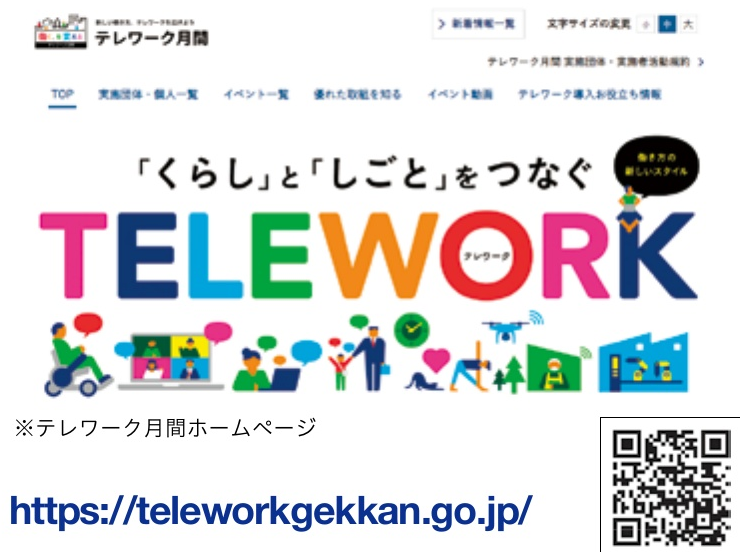 テレワーク月間
新着情報一覧
文字サイズの変更 小 中 大
テレワーク月間 実施団体・実施者活動規約
TOP 実施団体・個人一覧 イベント一覧 優れた取組を知る イベント動画 テレワーク導入お役立ち情報
「くらし」と「しごと」を つなぐ
働き方の
新しいスタイル
TELEWORK
テレワーク
※テレワーク月間ホームページ
https://teleworkgekkan.go.jp/